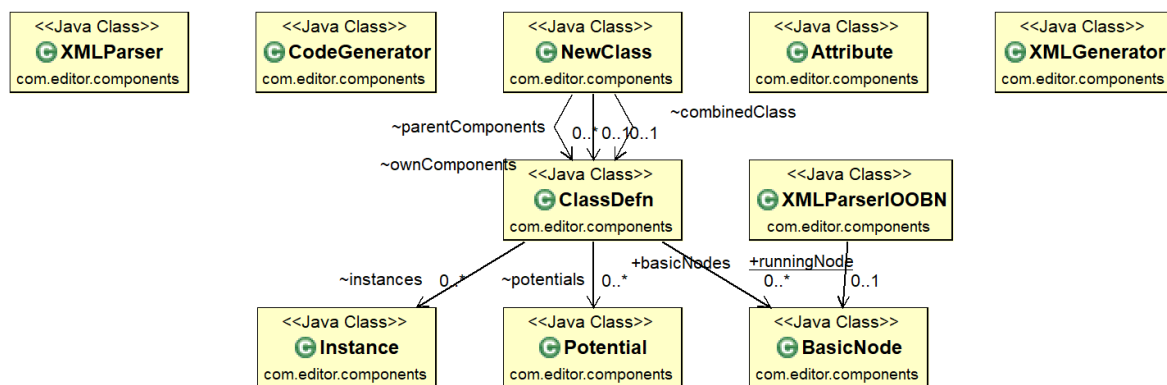 <<Java Class>>
XMLParser
com.editor.components
<<Java Class>>
CodeGenerator
com.editor.components
<<Java Class>>
NewClass
com.editor.components
<<Java Class>>
Attribute
com.editor.components
<<Java Class>>
XMLGenerator
com.editor.components
~combinedClass
~parentComponents
0..*
0..1
0..1
~ownComponents
<<Java Class>>
ClassDefn
com.editor.components
<<Java Class>>
XMLParserIOOBN
com.editor.components
+basicNodes
+runningNode
~instances
0..*
~potentials
0..*
0..*
0..1
<<Java Class>>
Instance
com.editor.components
<<Java Class>>
Potential
com.editor.components
<<Java Class>>
BasicNode
com.editor.components